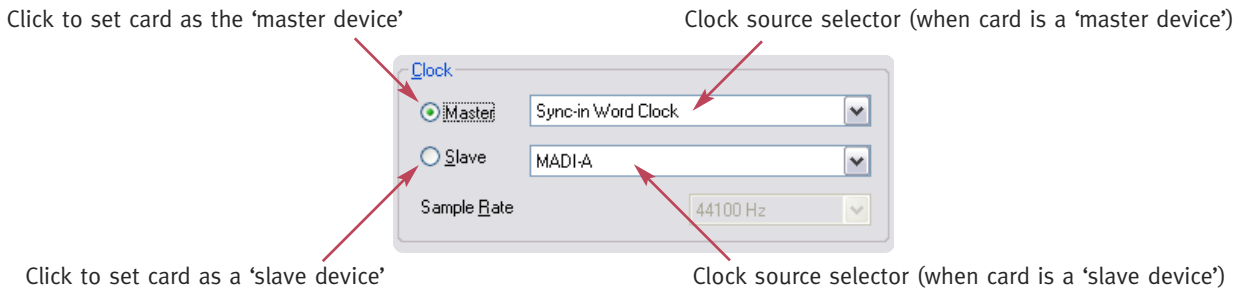 Click to set card as the ‘master device’
Clock source selector (when card is a ‘master device’)
Clock
Master
Sync-in Word Clock
Slave
MADI-A
Sample Rate
44100 Hz
Click to set card as a ‘slave device’
Clock source selector (when card is a ‘slave device’)